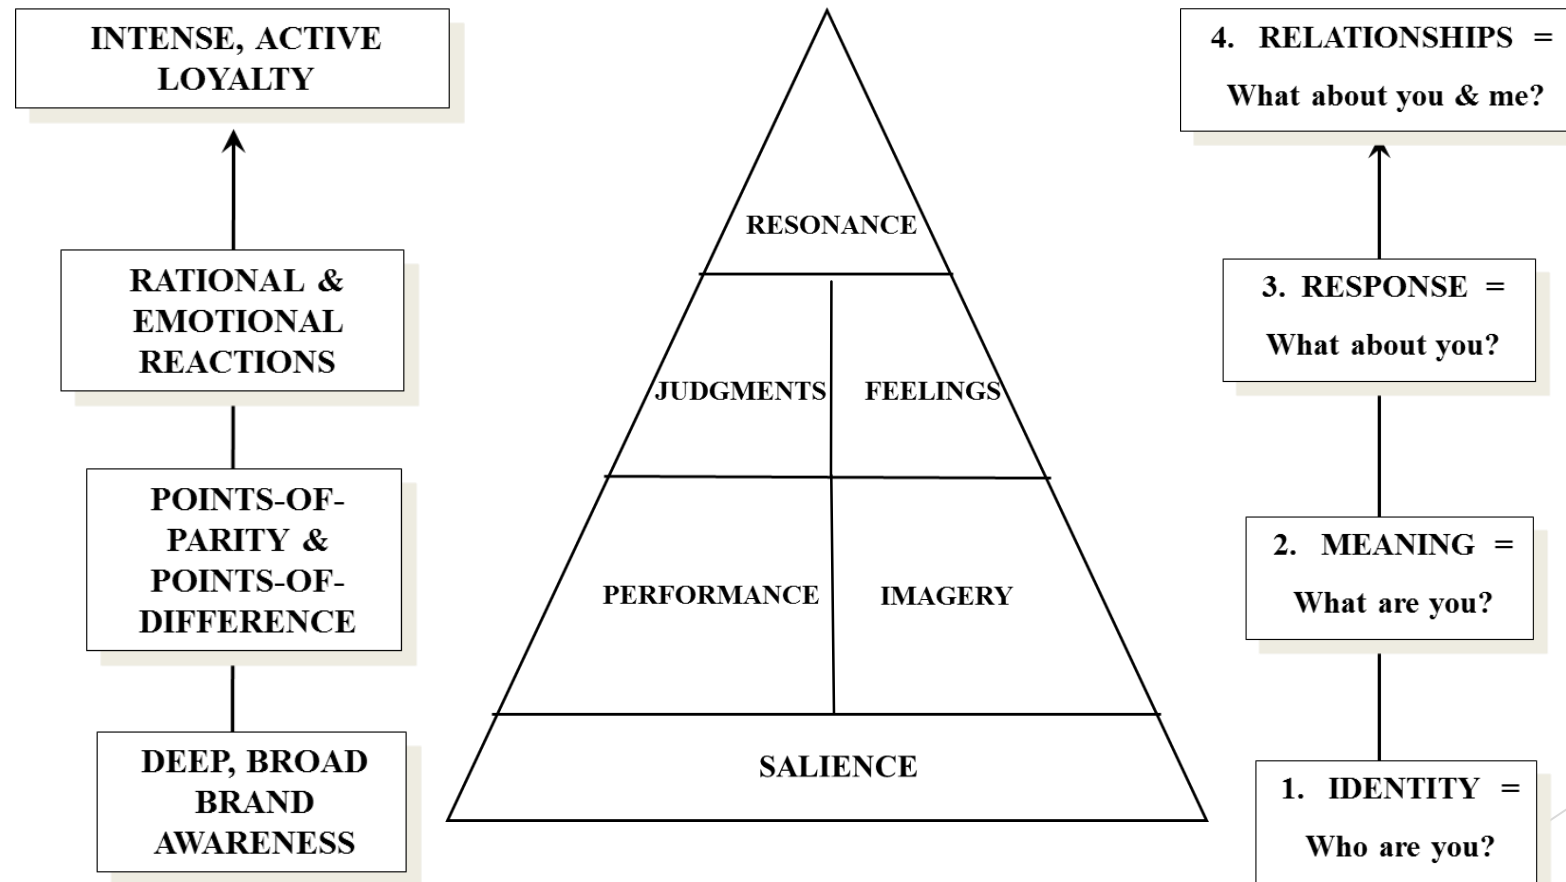 INTENSE, ACTIVE
LOYALTY
RATIONAL &
EMOTIONAL
REACTIONS
POINTS-OF-
PARITY &
POINTS-OF-
DIFFERENCE
DEEP, BROAD
BRAND
AWARENESS
RESONANCE
JUDGMENTS
FEELINGS
PERFORMANCE
IMAGERY
SALIENCE
4. RELATIONSHIPS =
What about you & me?
3. RESPONSE =
What about you?
2. MEANING =
What are you?
1. IDENTITY =
Who are you?